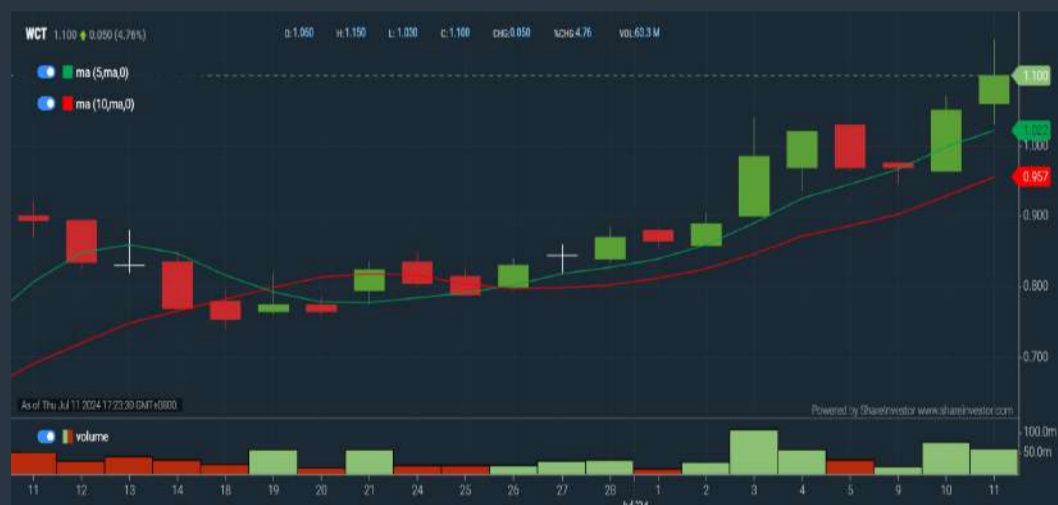 WCT 1.100 0.050 (4.76%) O:1.060 H:1.150 L: 1.030 C:1.100 CHG:0.050 %CHG:4.76 VOL:60.3 M
ma (5,ma,0)
1.100
ma (10,ma,0)
1.022
1.000
0.957
0.900
0.800
0.700
As of Thu Jul 11 2024 17:23:30 GMT+0800
Powered by ShareInvestor www.shareinvestor.com
volume
100.0m
50.0m
11 12 13 14 18 19 20 21 24 25 26 27 28 1 2 3 4 5 9 10 11